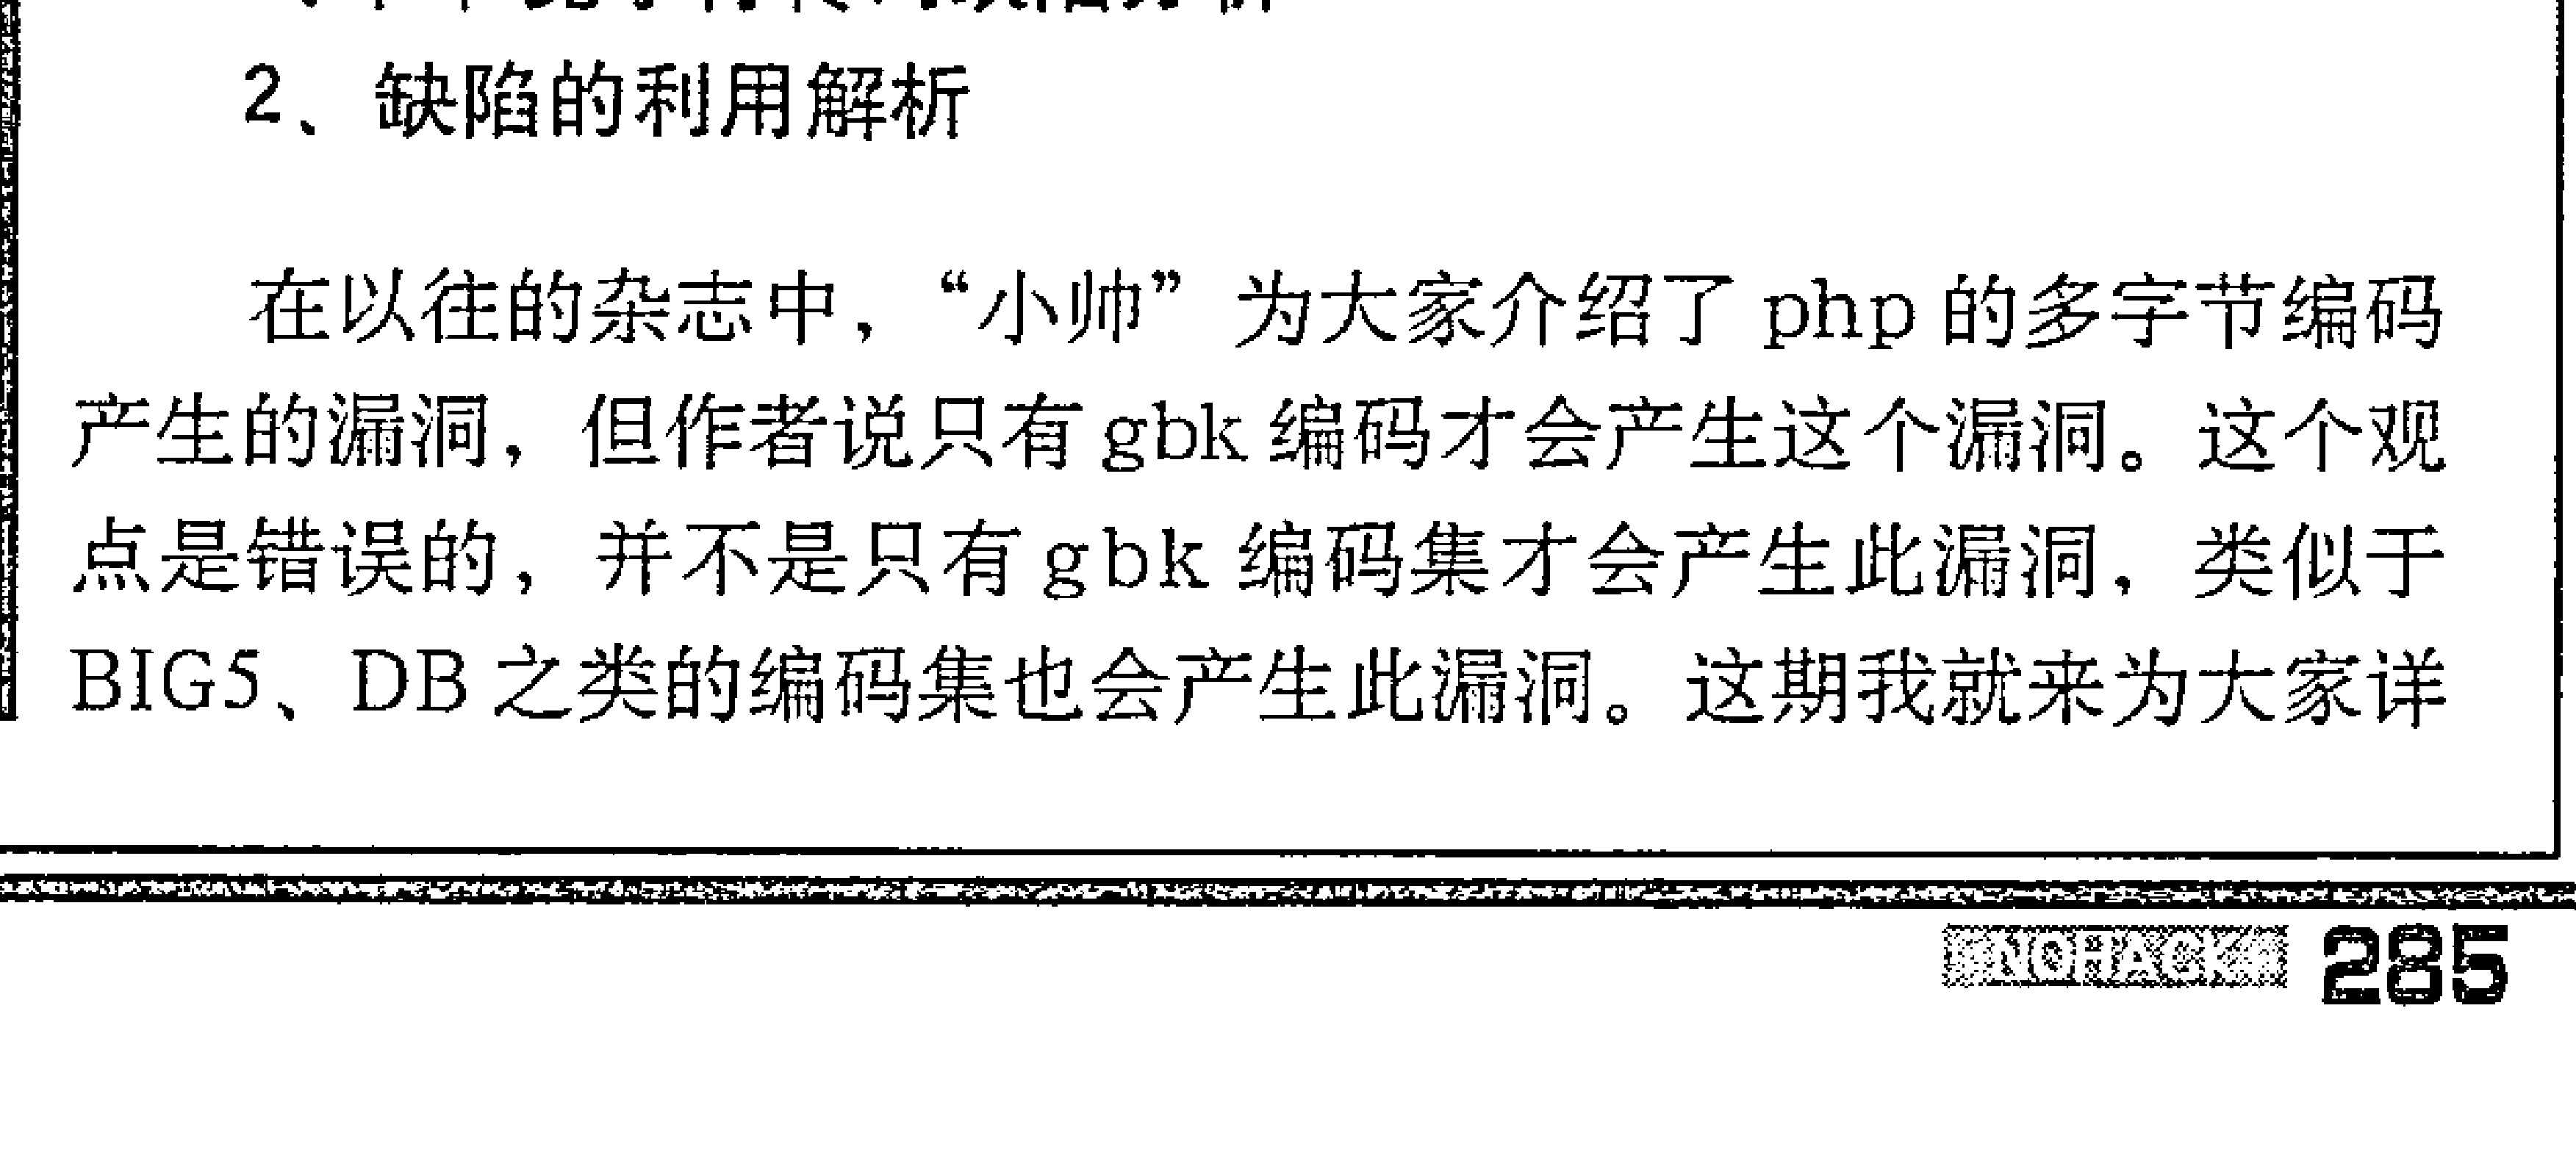 2、缺陷的利用解析
在以往的杂志中，“小帅”为大家介绍了 php 的多字节编码
产生的漏洞，但作者说只有 gbk 编码才会产生这个漏洞。这个观
点是错误的，并不是只有 gbk 编码集才会产生此漏洞，类似于
BIG5、DB 之类的编码集也会产生此漏洞。这期我就来为大家详
NOHACK 285